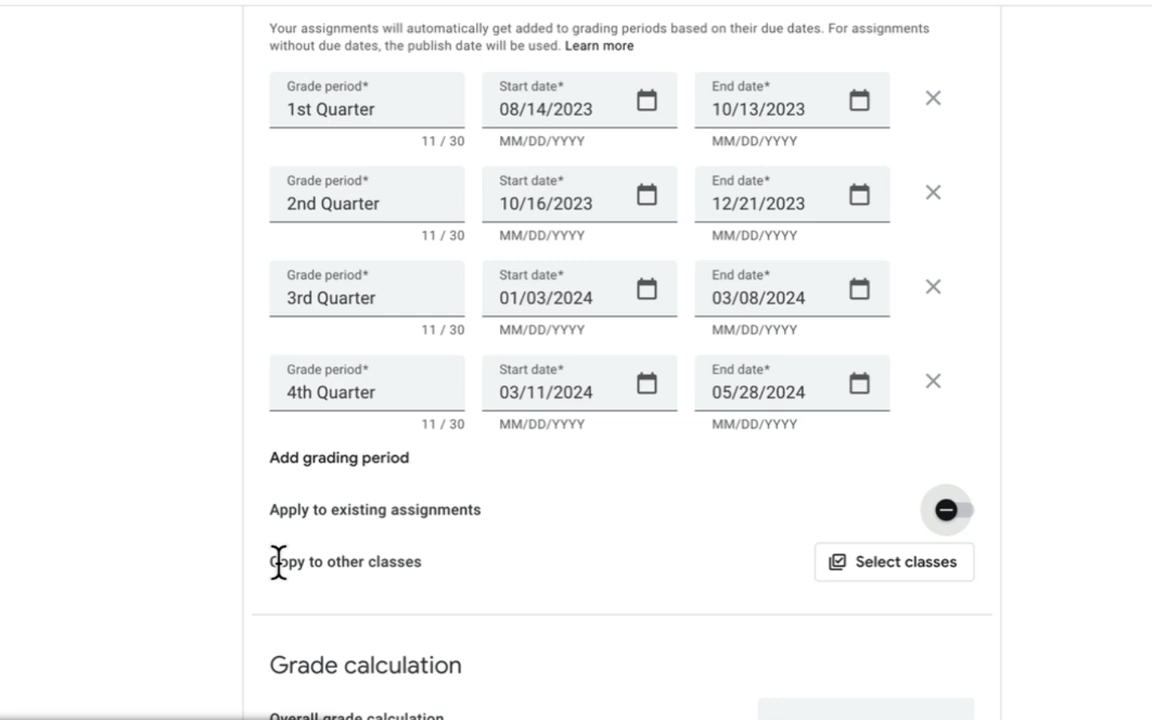 Your assignments will automatically get added to grading periods based on their due dates. For assignments
without due dates, the publish date will be used. Learn more
Grade period* Start date* End date*
1st Quarter 08/14/2023 10/13/2023
11 / 30 MM/DD/YYYY MM/DD/YYYY
Grade period* Start date* End date*
2nd Quarter 10/16/2023 12/21/2023
11 / 30 MM/DD/YYYY MM/DD/YYYY
Grade period* Start date* End date*
3rd Quarter 01/03/2024 03/08/2024
11 / 30 MM/DD/YYYY MM/DD/YYYY
Grade period* Start date* End date*
4th Quarter 03/11/2024 05/28/2024
11 / 30 MM/DD/YYYY MM/DD/YYYY
Add grading period
Apply to existing assignments
Copy to other classes Select classes
Grade calculation
Overall grade calculation